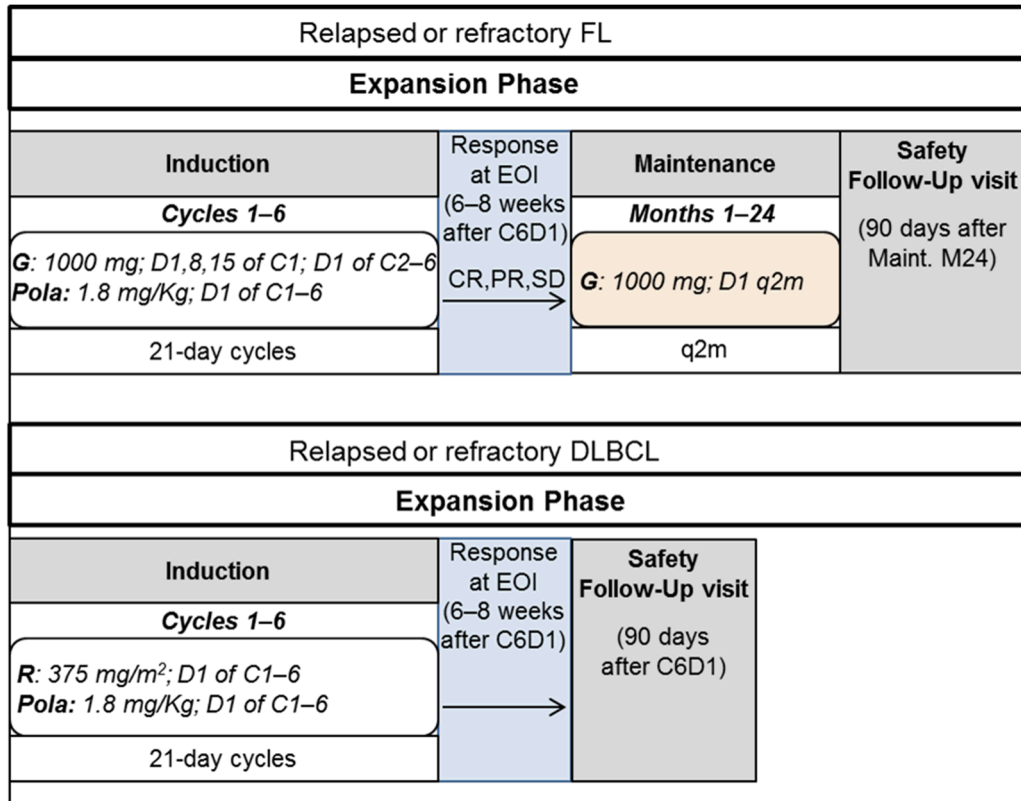 Relapsed or refractory FL
Expansion Phase
Induction
Cycles 1–6
G: 1000 mg; D1,8,15 of C1; D1 of C2–6
Pola: 1.8 mg/Kg; D1 of C1–6
21-day cycles
Response
at EOI
(6–8 weeks
after C6D1)
CR,PR,SD
Maintenance
Months 1–24
G: 1000 mg; D1 q2m
q2m
Safety
Follow-Up visit
(90 days after
Maint. M24)
Relapsed or refractory DLBCL
Expansion Phase
Induction
Cycles 1–6
R: 375 mg/m²; D1 of C1–6
Pola: 1.8 mg/Kg; D1 of C1–6
21-day cycles
Response
at EOI
(6–8 weeks
after C6D1)
Safety
Follow-Up visit
(90 days
after C6D1)